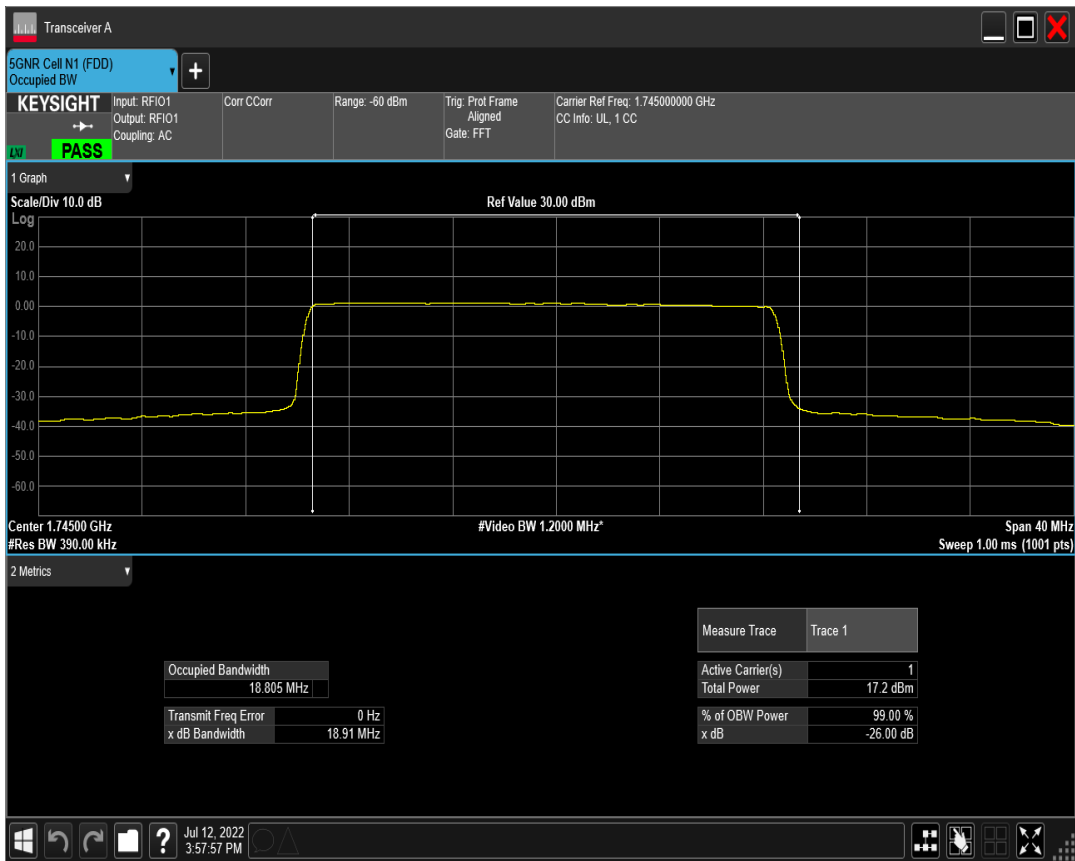 Transceiver A
5GNR Cell N1 (FDD)
Occupied BW
+
KEYSIGHT
LXI
PASS
Input: RFIO1
Output: RFIO1
Coupling: AC
Corr CCorr
Range: -60 dBm
Trig: Prot Frame
Aligned
Gate: FFT
Carrier Ref Freq: 1.745000000 GHz
CC Info: UL, 1 CC
1 Graph
Scale/Div 10.0 dB
Ref Value 30.00 dBm
Log
20.0
10.0
0.00
-10.0
-20.0
-30.0
-40.0
-50.0
-60.0
Center 1.74500 GHz
#Video BW 1.2000 MHz*
Span 40 MHz
#Res BW 390.00 kHz
Sweep 1.00 ms (1001 pts)
2 Metrics
Measure Trace Trace 1
Occupied Bandwidth
18.805 MHz
Active Carrier(s) 1
Total Power 17.2 dBm
Transmit Freq Error 0 Hz
x dB Bandwidth 18.91 MHz
% of OBW Power 99.00 %
x dB -26.00 dB
?
Jul 12, 2022
3:57:57 PM